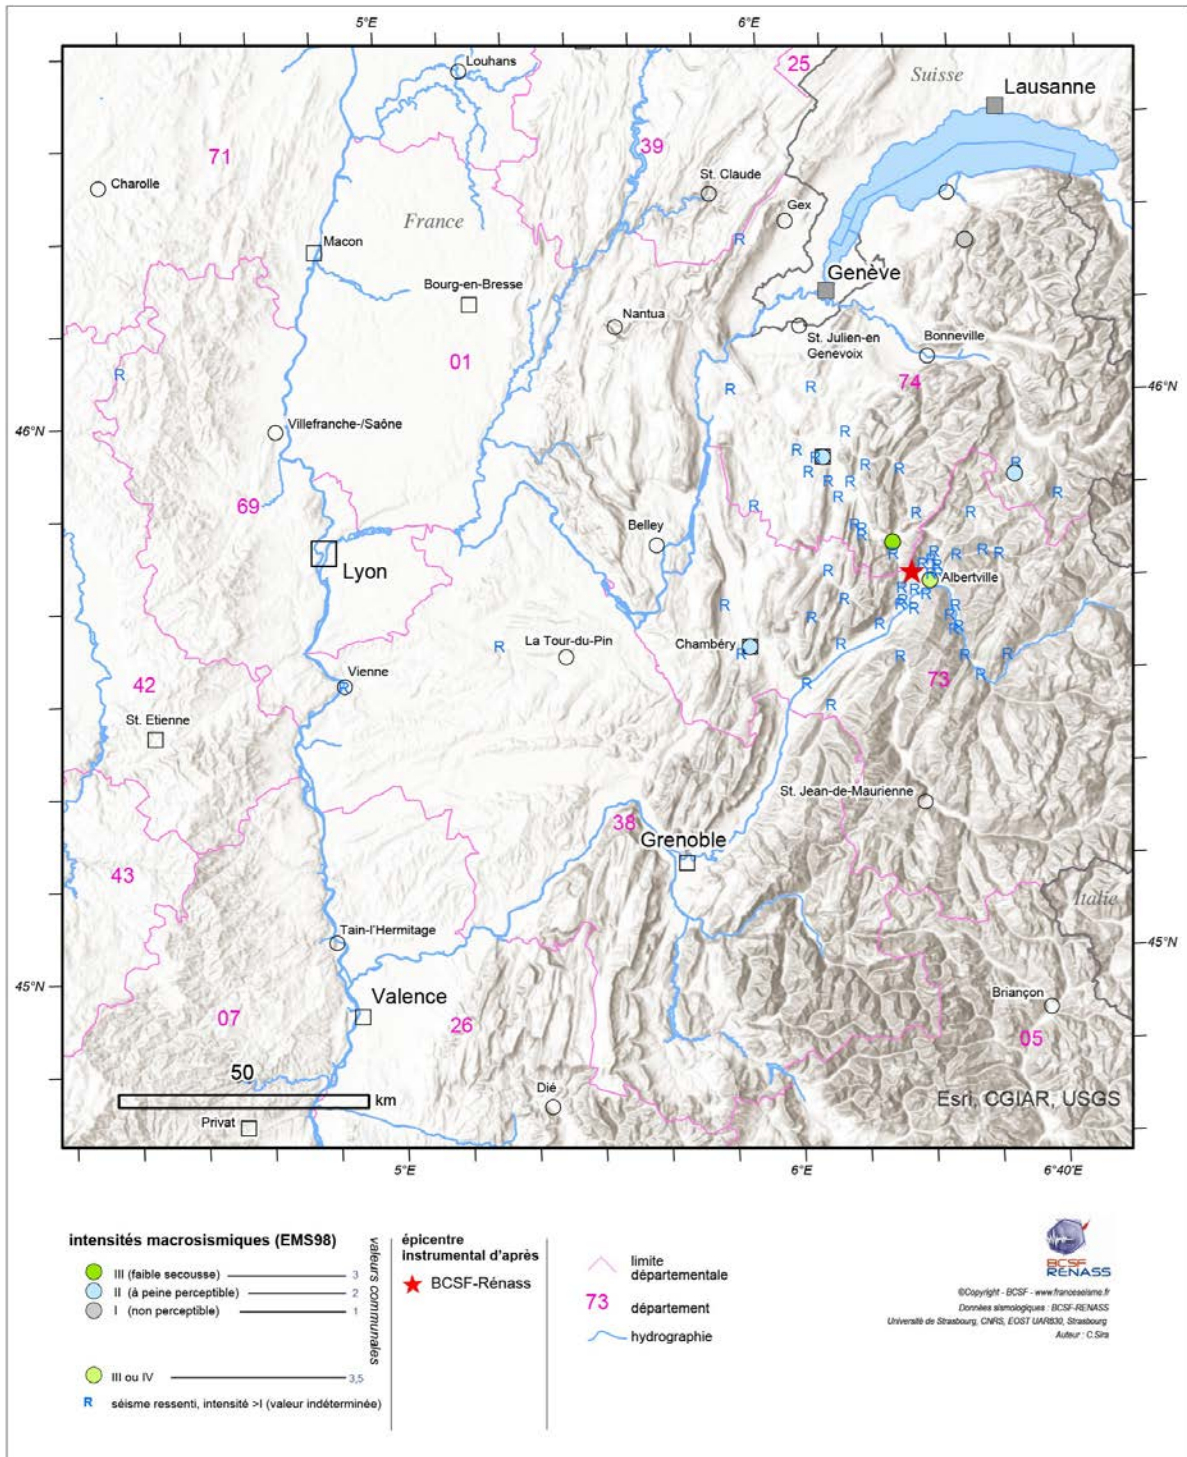 5°E
6°E
Louhans
25
Suisse
Lausanne
71
39
Charolle
St. Claude
Gex
France
R
Macon
Genève
Bourg-en-Bresse
Nantua
St. Julien-en
Genevoix
Bonneville
01
74
R
R
R
46°N
46°N
Villefranche-/Saône
69
Belley
Lyon
Albertville
La Tour-du-Pin
Chambéry
R
Vienne
R
42
73
St. Etienne
St. Jean-de-Maurienne
38
Grenoble
43
Italie
Tain-l'Hermitage
45°N
45°N
Valence
Briançon
07
26
05
50
km
Dié
Esri, CGIAR, USGS
Privat
5°E
6°E
6°40'E
intensités macrosismiques (EMS98)
III (faible secousse)
3
II (à peine perceptible)
2
I (non perceptible)
1
III ou IV
3,5
R séisme ressenti, intensité >I (valeur indéterminée)
valeurs communales
épicentre
instrumental d'après
BCSF-Rénass
limite
départementale
73 département
hydrographie
BCSF
RENASS
©Copyright - BCSF - www.franceseisme.fr
Données sismologiques : BCSF-RENASS
Université de Strasbourg, CNRS, EOST UAR830, Strasbourg
Auteur : C.Sira